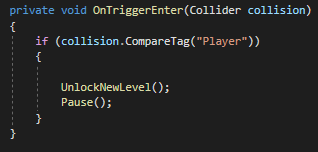 private void OnTriggerEnter(Collider collision)
{
    if (collision.CompareTag("Player"))
    {
        UnlockNewLevel();
        Pause();
    }
}